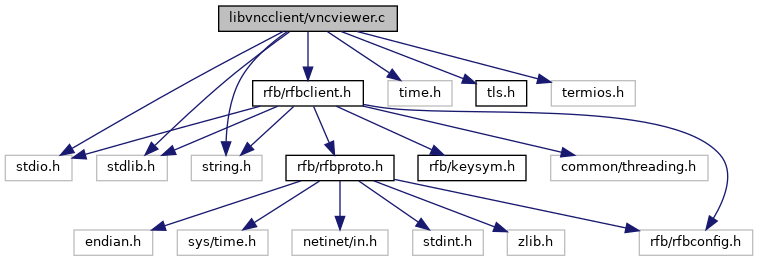 libvncclient/vncviewer.c
rfb/rfbclient.h
time.h
tls.h
termios.h
stdio.h
stdlib.h
string.h
rfb/rfbproto.h
rfb/keysym.h
common/threading.h
endian.h
sys/time.h
netinet/in.h
stdint.h
zlib.h
rfb/rfbconfig.h